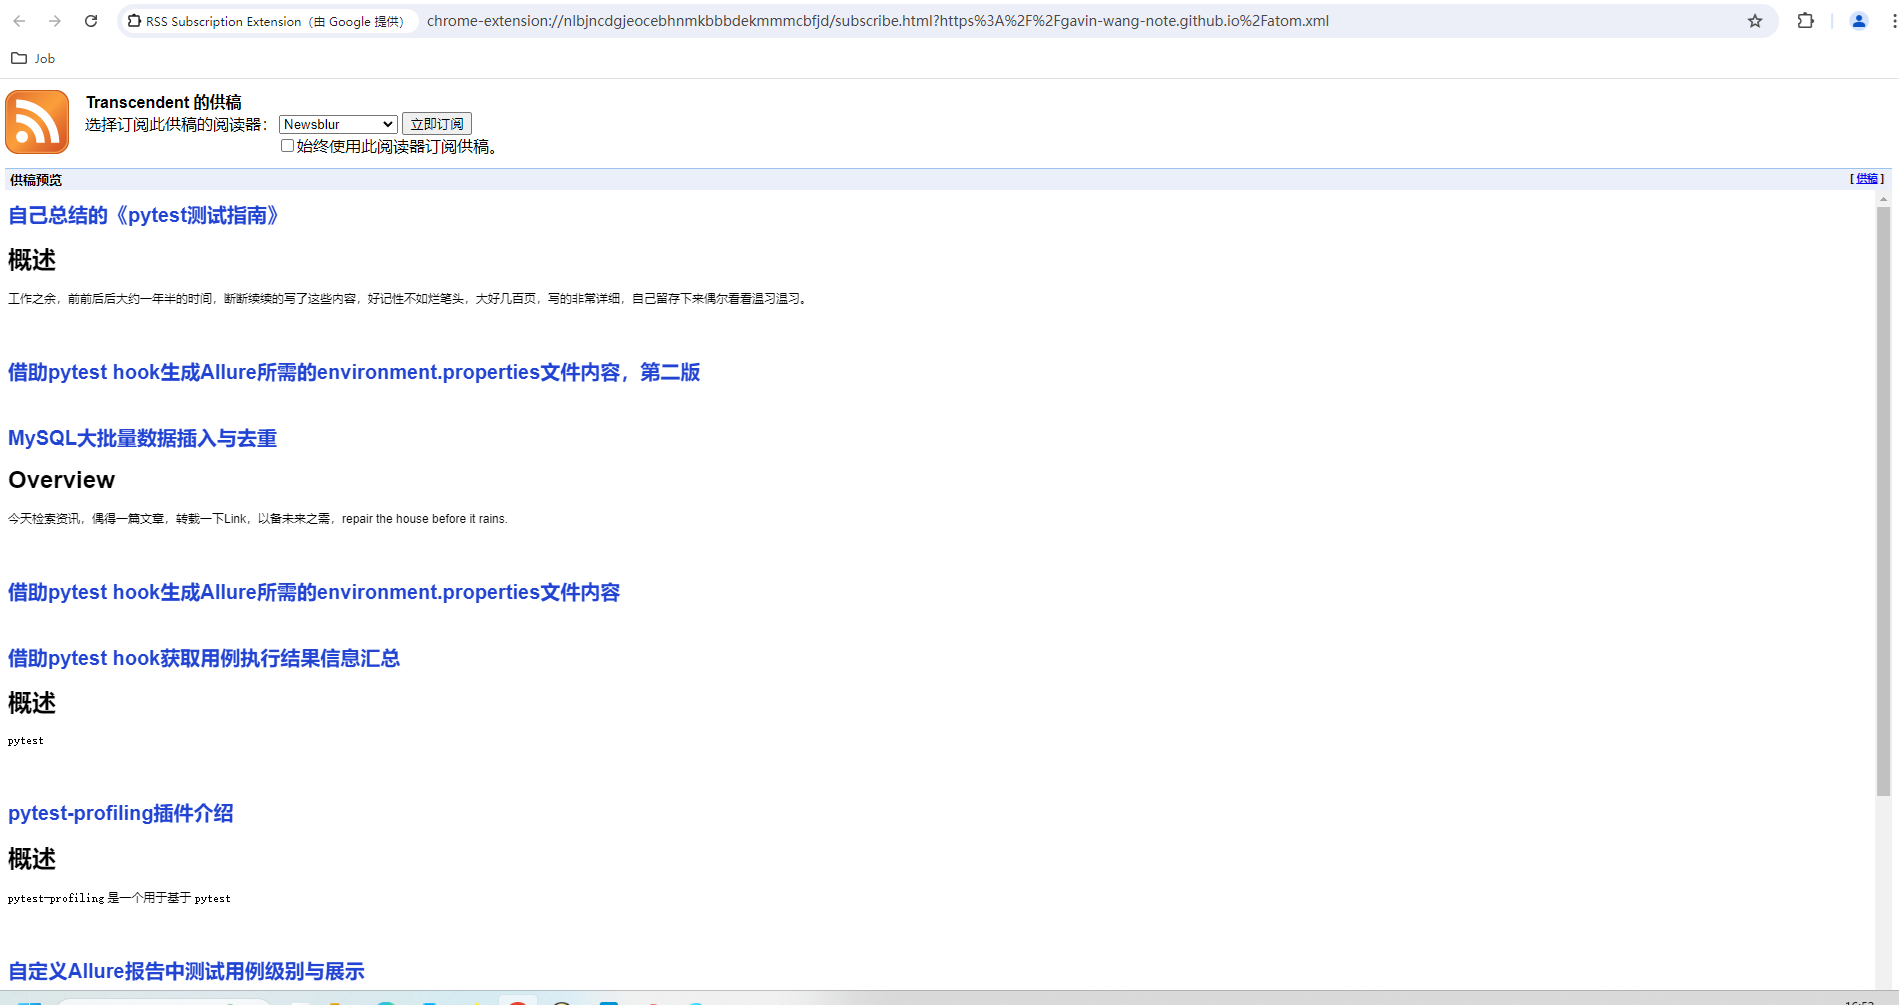 RSS Subscription Extension（由 Google 提供） chrome-extension://nlbjncdgjeocebhnmkbbbdekmmmcbfjd/subscribe.html?https%3A%2F%2Fgavin-wang-note.github.io%2Fatom.xml
Job
Transcendent 的供稿
选择订阅此供稿的阅读器： Newsblur 立即订阅
始终使用此阅读器订阅供稿。
供稿预览 [ 供稿 ]
自己总结的《pytest测试指南》
概述
工作之余，前前后后大约一年半的时间，断断续续的写了这些内容，好记性不如烂笔头，大好几百页，写的非常详细，自己留存下来偶尔看看温习温习。
借助pytest hook生成Allure所需的environment.properties文件内容，第二版
MySQL大批量数据插入与去重
Overview
今天检索资讯，偶得一篇文章，转载一下Link，以备未来之需，repair the house before it rains.
借助pytest hook生成Allure所需的environment.properties文件内容
借助pytest hook获取用例执行结果信息汇总
概述
pytest
pytest-profiling插件介绍
概述
pytest-profiling 是一个用于基于 pytest
自定义Allure报告中测试用例级别与展示